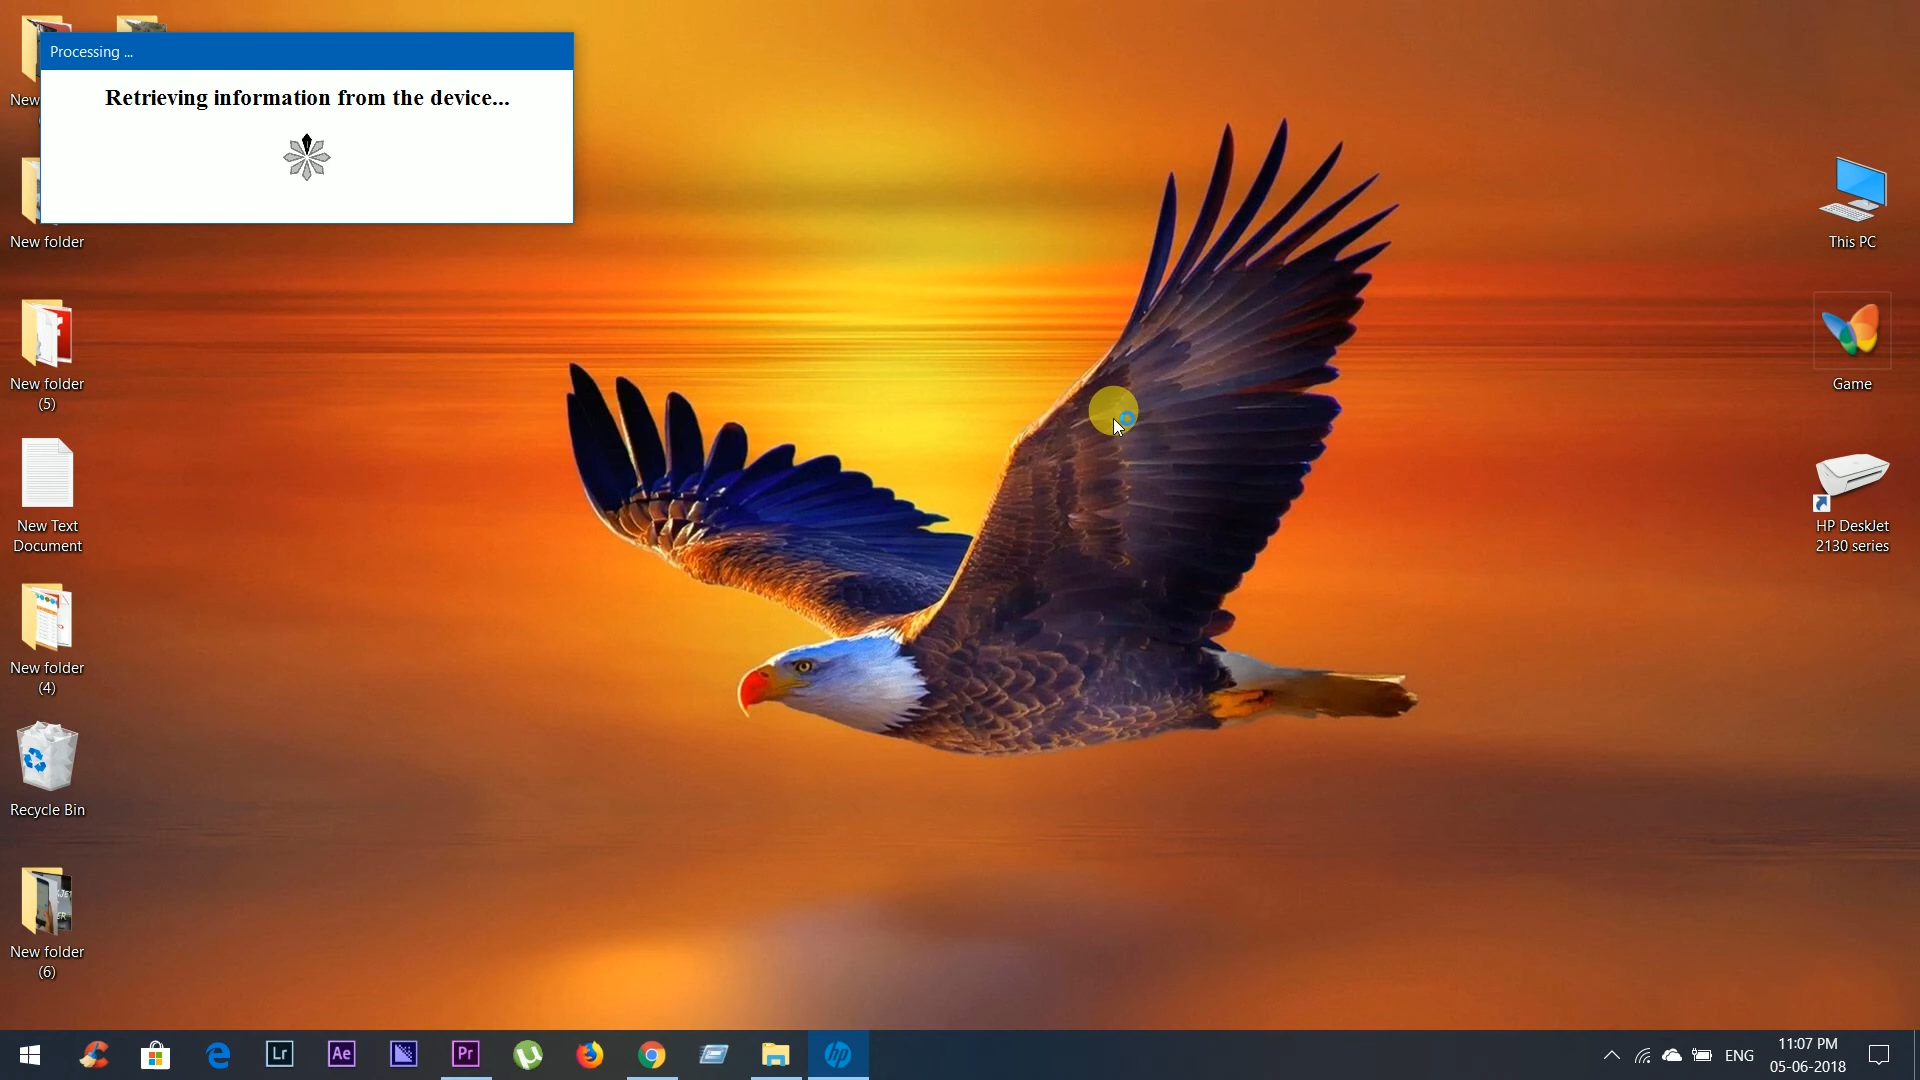 Processing ...
Retrieving information from the device...
New
New folder
New folder
(5)
New Text
Document
New folder
(4)
Recycle Bin
New folder
(6)
This PC
Game
HP DeskJet
2130 series
Lr
Ae
Pr
hp
ENG
11:07 PM
05-06-2018